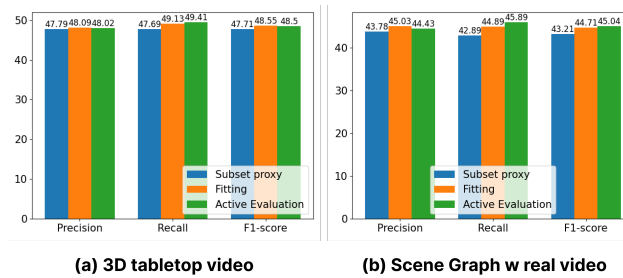 50
40
30
20
10
0
47.79 48.09 48.02
47.69 49.13 49.41
47.71 48.55 48.5
Subset proxy
Fitting
Active Evaluation
Precision Recall F1-score
(a) 3D tabletop video
40
30
20
10
0
43.78 45.03 44.43
42.89 44.89 45.89
43.21 44.71 45.04
Subset proxy
Fitting
Active Evaluation
Precision Recall F1-score
(b) Scene Graph w real video